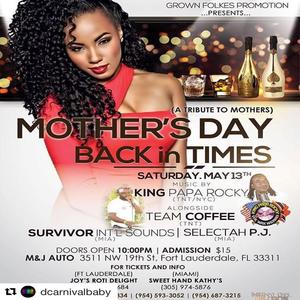 GROWN FOLKES PROMOTION
...PRESENTS...
(A TRIBUTE TO MOTHERS)
MOTHER'S DAY
BACK in TIMES
SATURDAY, MAY 13TH
MUSIC BY
KING PAPA ROCKY
(TNT/NYC)
ALONGSIDE
TEAM COFFEE
(TNT)
SURVIVOR INT'L SOUNDS | SELECTAH P.J.
(MIA) (MIA)
DOORS OPEN 10:00PM | ADMISSION $15
M&J AUTO 3511 NW 19th St, Fort Lauderdale, FL 33311
FOR TICKETS AND INFO
(FT LAUDERDALE) (MIAMI)
JOY'S ROTI DELIGHT SWEET HAND KATHY'S
684 (305) 974-5876
834 | (954) 593-3052 | (954) 687-3215
dcarnivalbaby